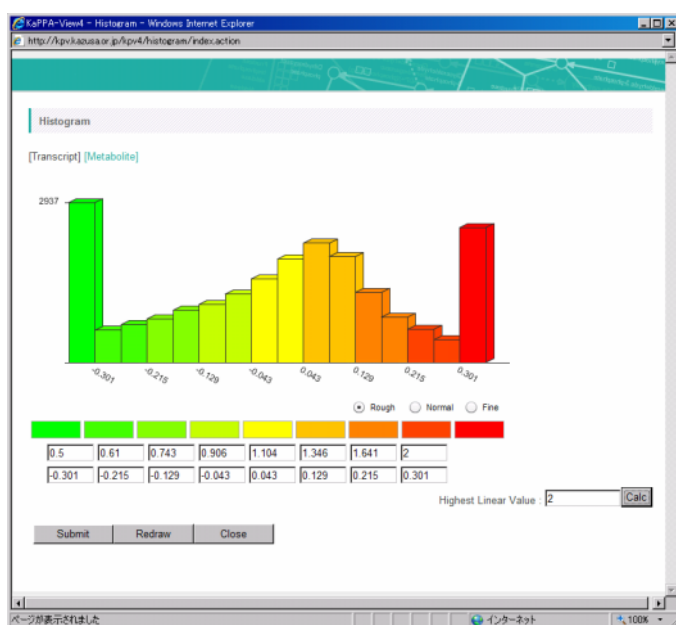 KaPPA-View4 - Histogram - Windows Internet Explorer
http://kpv.kazusa.or.jp/kpv4/histogram/index.action
Histogram
[Transcript] [Metabolite]
2937
-0.301 -0.215 -0.129 -0.043 0.043 0.129 0.215 0.301
Rough Normal Fine
0.5 0.61 0.743 0.906 1.104 1.346 1.641 2
-0.301 -0.215 -0.129 -0.043 0.043 0.129 0.215 0.301
Highest Linear Value : 2 Calc
Submit Redraw Close
ページが表示されました インターネット 100%